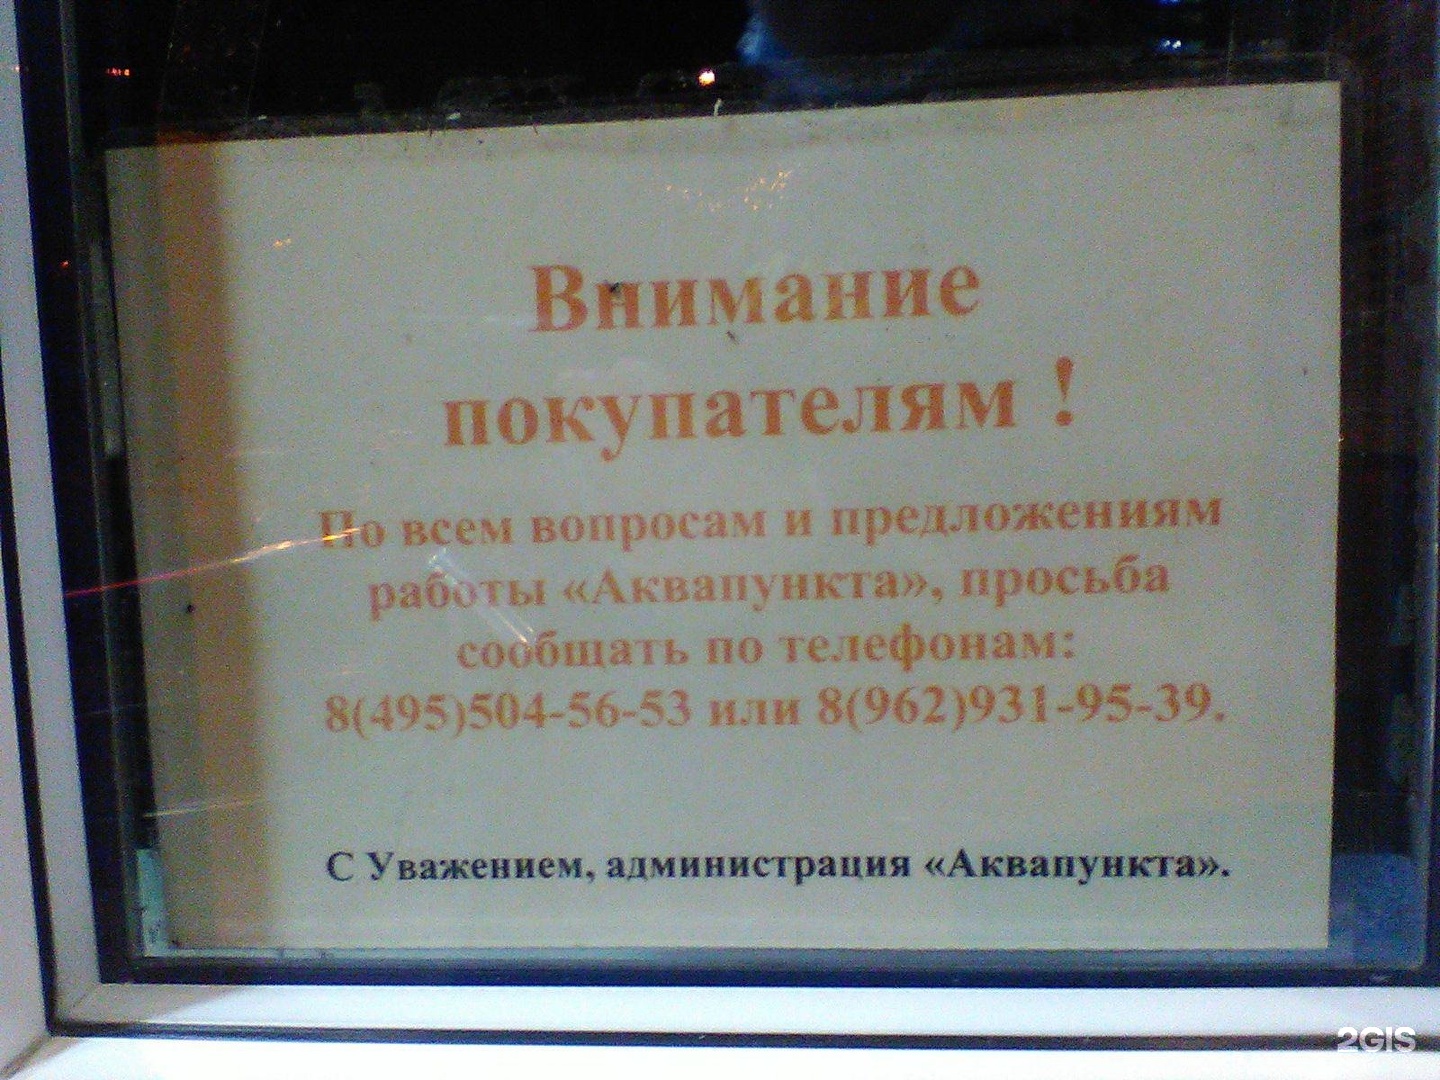 Внимание
покупателям !
По всем вопросам и предложениям
работы «Аквапункта», просьба
сообщать по телефонам:
8(495)504-56-53 или 8(962)931-95-39.
С Уважением, администрация «Аквапункта».
2GIS